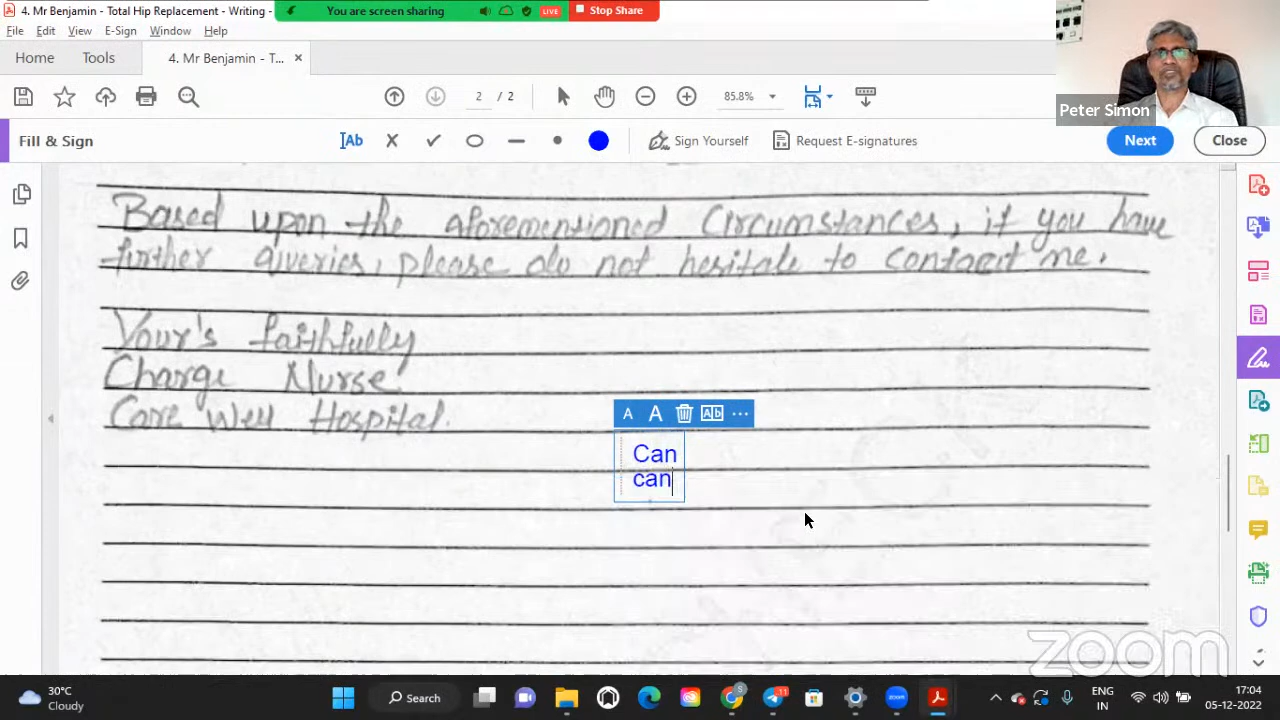 4. Mr Benjamin - Total Hip Replacement - Writing -
You are screen sharing
LIVE
Stop Share
File Edit View E-Sign Window Help
Home Tools 4. Mr Benjamin - T... ×
2 / 2 85.8%
Peter Simon
Fill & Sign Ab Sign Yourself Request E-signatures Next Close
Based upon the aforementioned Circumstances, if you have
further queries, please do not hesitate to contact me.
Your's faithfully
Charge Nurse
Care Well Hospital.
A A Ab ...
Can
can
zoom
30°C
Cloudy
Search
ENG
IN
17:04
05-12-2022